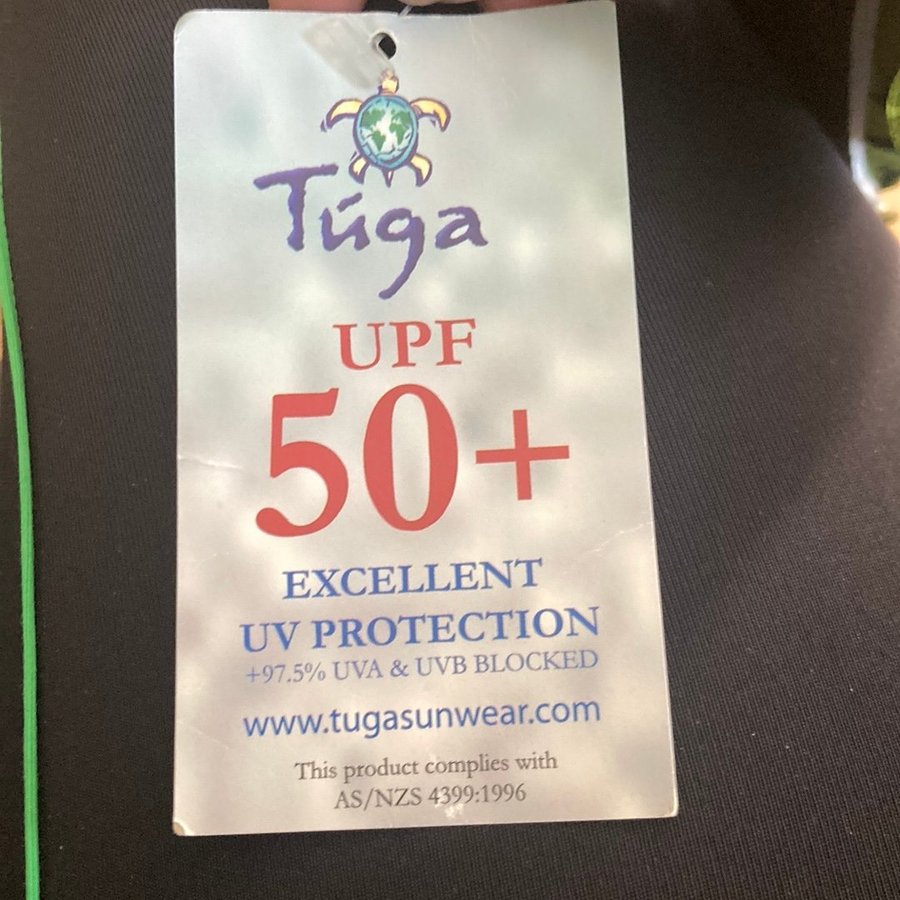 Túga
UPF
50+
EXCELLENT
UV PROTECTION
+97.5% UVA & UVB BLOCKED
www.tugasunwear.com
This product complies with
AS/NZS 4399:1996